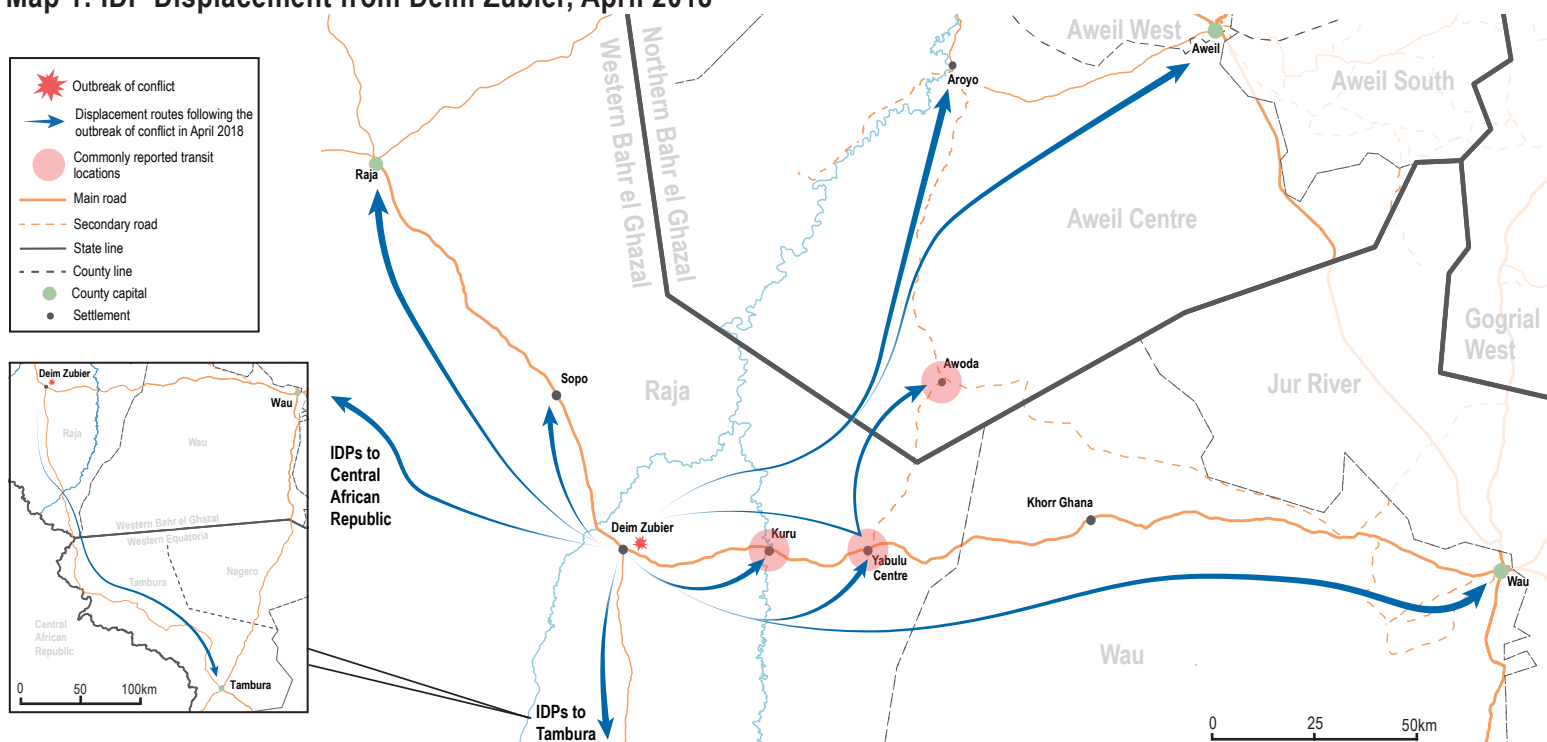 Map 1: IDP Displacement from Deim Zubier, April 2018
Outbreak of conflict
Displacement routes following the
outbreak of conflict in April 2018
Commonly reported transit
locations
Main road
Secondary road
State line
County line
County capital
Settlement
Deim Zubier
Wau
Raja
Wau
Western Bahr el Ghazal
Western Equatoria
Tambura
Nagero
Central
African
Republic
Tambura
0 50 100km
Northern Bahr el Ghazal
Western Bahr el Ghazal
Aweil West
Aweil
Aroyo
Aweil South
Raja
Aweil Centre
Gogrial
West
Awoda
Sopo
Raja
Jur River
IDPs to
Central
African
Republic
Khorr Ghana
Deim Zubier
Kuru
Yabulu
Centre
Wau
Wau
IDPs to
Tambura
0 25 50km